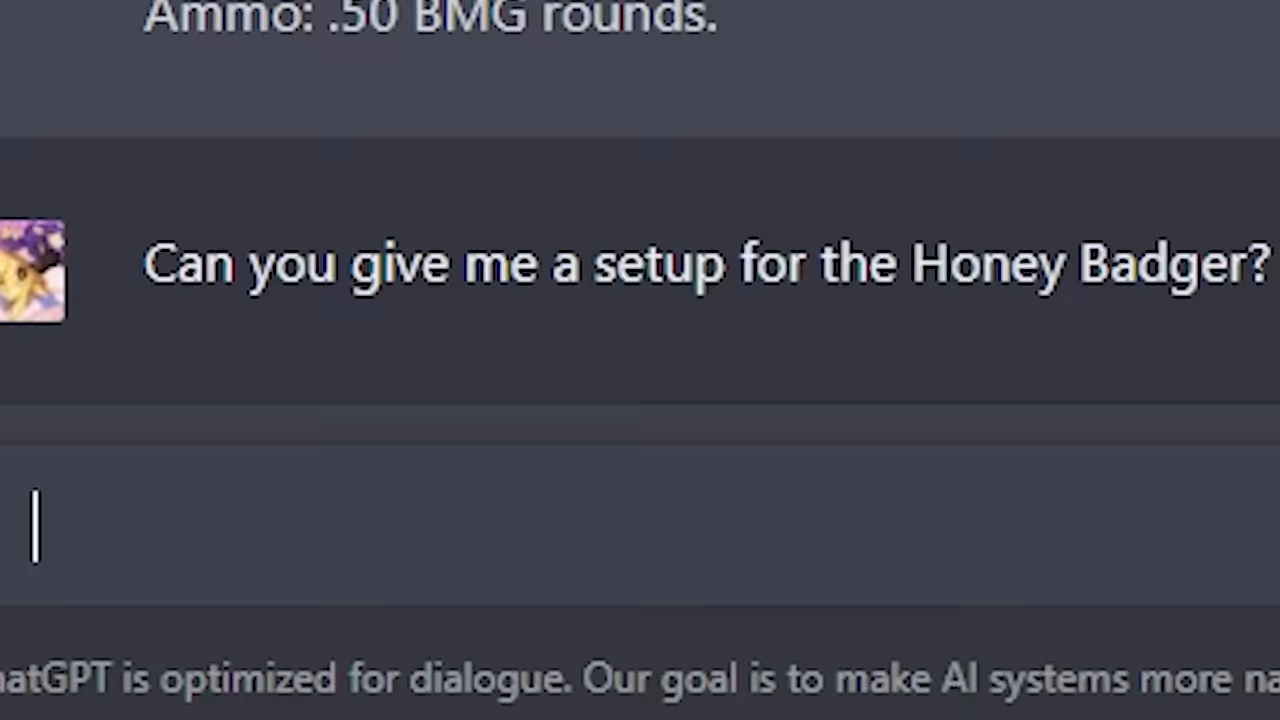 Ammo: .50 BMG rounds.
Can you give me a setup for the Honey Badger?
hatGPT is optimized for dialogue. Our goal is to make AI systems more na